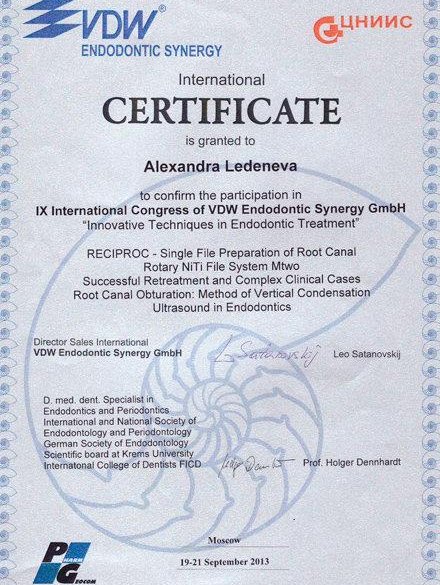 VDW®
ENDODONTIC SYNERGY
ЦНИИС
International
CERTIFICATE
is granted to
Alexandra Ledeneva
to confirm the participation in
IX International Congress of VDW Endodontic Synergy GmbH
"Innovative Techniques in Endodontic Treatment"
RECIPROC - Single File Preparation of Root Canal
Rotary NiTi File System Mtwo
Successful Retreatment and Complex Clinical Cases
Root Canal Obturation: Method of Vertical Condensation
Ultrasound in Endodontics
Director Sales International
VDW Endodontic Synergy GmbH
L Satanovskij
Leo Satanovskij
D. med. dent. Specialist in
Endodontics and Periodontics
International and National Society of
Endodontology and Periodontology
German Society of Endodontology
Scientific board at Krems University
International College of Dentists FICD
Prof. Holger Dennhardt
Moscow
19-21 September 2013
PHARM
GEOCOM